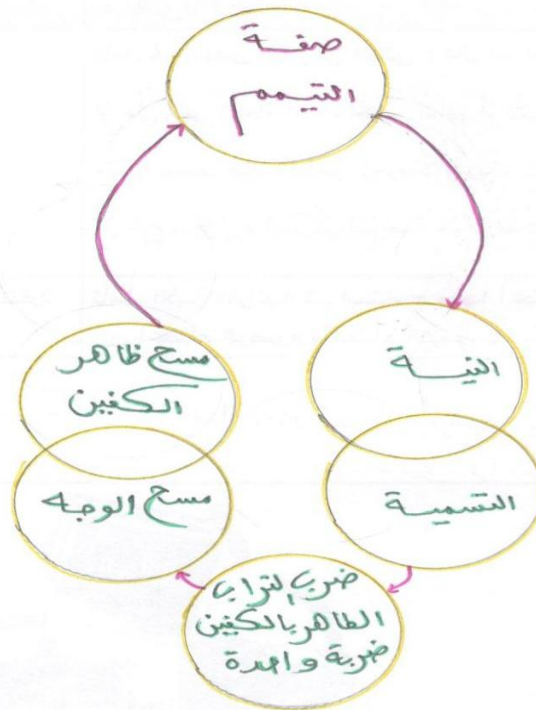 صفة
التيمم
النية
التسمية
ضرب التراب
الطاهر بالكفين
ضربة واحدة
مسح الوجه
مسح ظاهر
الكفين